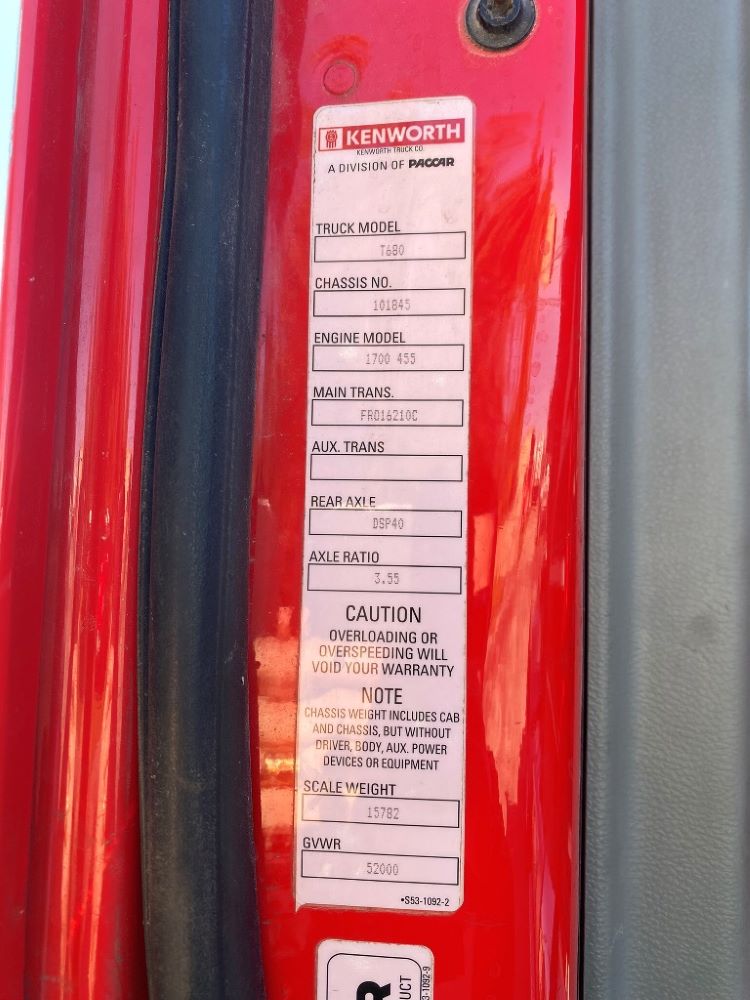 KENWORTH
KENWORTH TRUCK CO.
A DIVISION OF PACCAR
TRUCK MODEL
T680
CHASSIS NO.
101845
ENGINE MODEL
1700 455
MAIN TRANS.
FRO16210C
AUX. TRANS
REAR AXLE
DSP40
AXLE RATIO
3.55
CAUTION
OVERLOADING OR
OVERSPEEDING WILL
VOID YOUR WARRANTY
NOTE
CHASSIS WEIGHT INCLUDES CAB
AND CHASSIS, BUT WITHOUT
DRIVER, BODY, AUX. POWER
DEVICES OR EQUIPMENT
SCALE WEIGHT
15782
GVWR
52000
•S53-1092-2